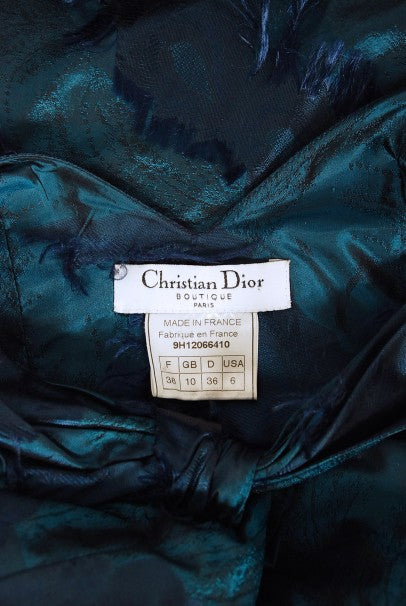 Christian Dior
BOUTIQUE
PARIS
MADE IN FRANCE
Fabriqué en France
9H12066410
F GB D USA
38 10 36 6